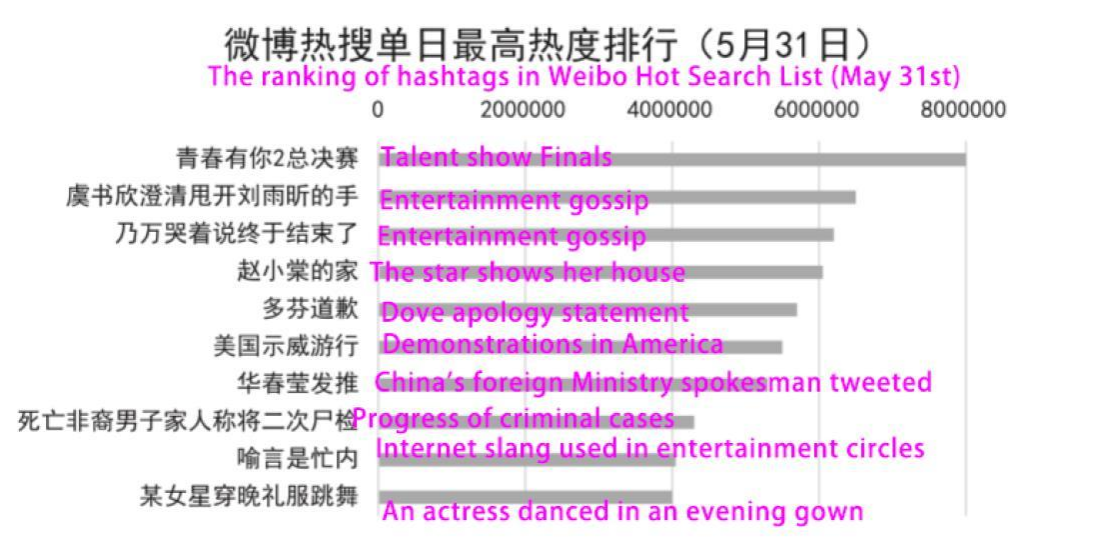 微博热搜单日最高热度排行（5月31日）
The ranking of hashtags in Weibo Hot Search List (May 31st)
0 2000000 4000000 6000000 8000000
青春有你2总决赛 Talent show Finals
虞书欣澄清甩开刘雨昕的手 Entertainment gossip
乃万哭着说终于结束了 Entertainment gossip
赵小棠的家 The star shows her house
多芬道歉 Dove apology statement
美国示威游行 Demonstrations in America
华春莹发推 China's foreign Ministry spokesman tweeted
死亡非裔男子家人称将二次尸检 Progress of criminal cases
喻言是忙内 Internet slang used in entertainment circles
某女星穿晚礼服跳舞 An actress danced in an evening gown